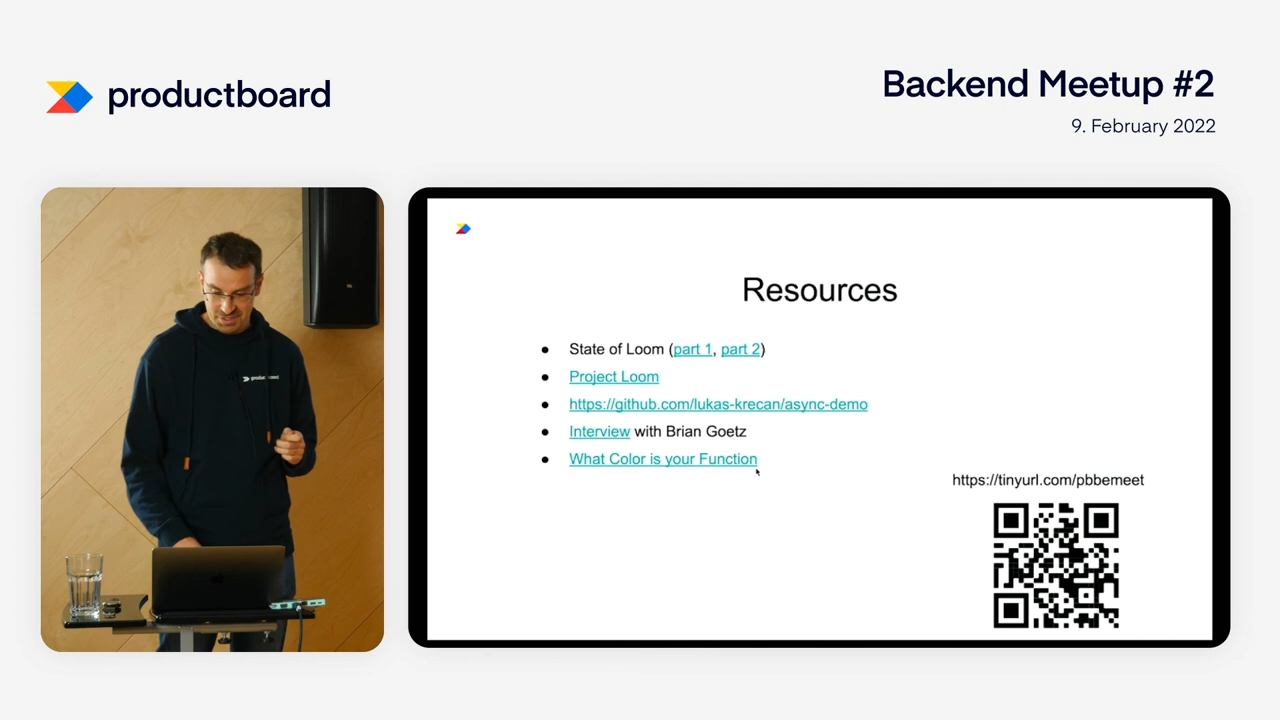 productboard
Backend Meetup #2
9. February 2022
Resources
● State of Loom (part 1, part 2)
● Project Loom
● https://github.com/lukas-krecan/async-demo
● Interview with Brian Goetz
● What Color is your Function
https://tinyurl.com/pbbemeet
productboard